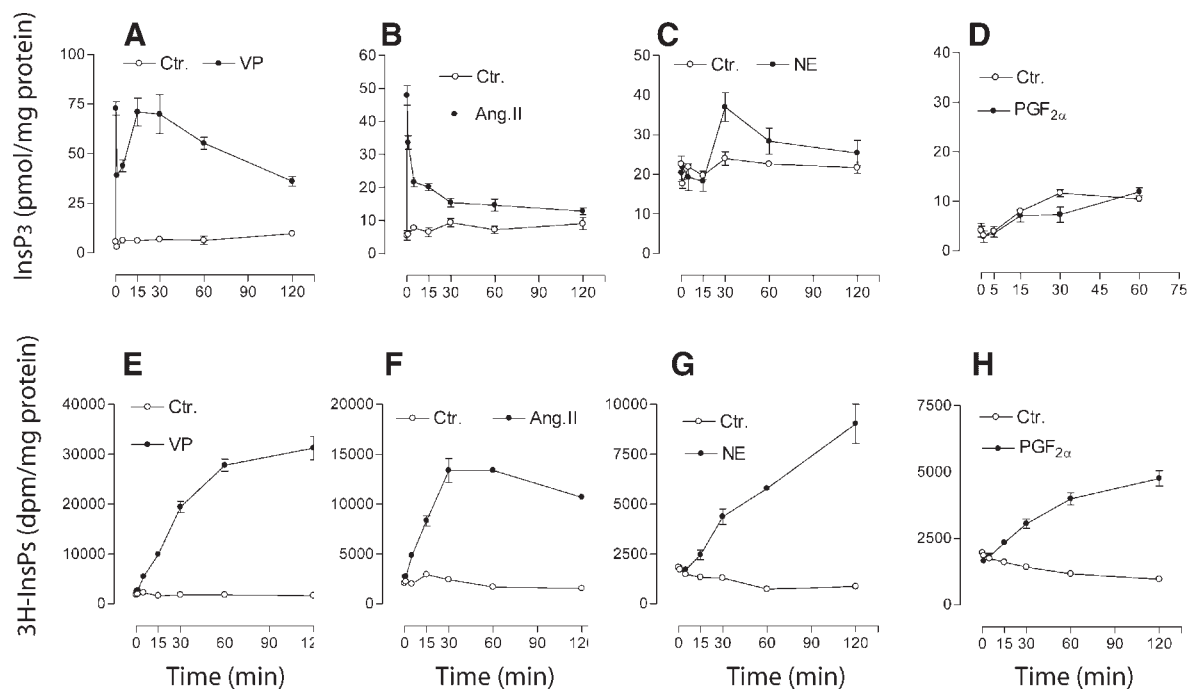 A
B
C
D
InsP3 (pmol/mg protein)
Ctr. VP
100
75
50
25
0
0 15 30 60 90 120
Ctr.
Ang.II
60
50
40
30
20
10
0
0 15 30 60 90 120
Ctr. NE
50
40
30
20
10
0
0 15 30 60 90 120
Ctr.
PGF2α
40
30
20
10
0
0 5 15 30 45 60 75
E
F
G
H
3H-InsPs (dpm/mg protein)
Ctr.
VP
40000
30000
20000
10000
0
0 15 30 60 90 120
Time (min)
Ctr. Ang.II
20000
15000
10000
5000
0
0 15 30 60 90 120
Time (min)
Ctr.
NE
10000
7500
5000
2500
0
0 15 30 60 90 120
Time (min)
Ctr.
PGF2α
7500
5000
2500
0
0 15 30 60 90 120
Time (min)